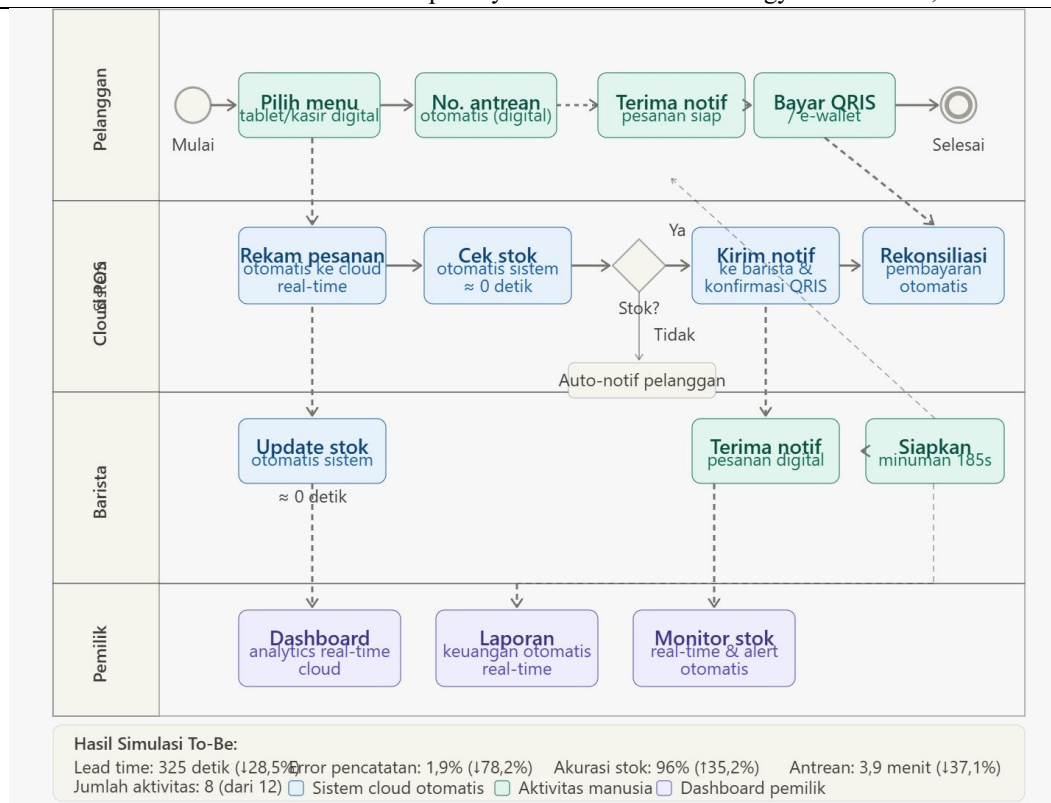 Pelanggan
Pilih menu
tablet/kasir digital
No. antrean
otomatis (digital)
Terima notif
pesanan siap
Bayar QRIS
/ e-wallet
Mulai
Selesai
Cloud POS
Rekam pesanan
otomatis ke cloud
real-time
Cek stok
otomatis sistem
≈ 0 detik
Ya
Stok?
Tidak
Auto-notif pelanggan
Kirim notif
ke barista &
konfirmasi QRIS
Rekonsiliasi
pembayaran
otomatis
Barista
Update stok
otomatis sistem
≈ 0 detik
Terima notif
pesanan digital
Siapkan
minuman 185s
Pemilik
Dashboard
analytics real-time
cloud
Laporan
keuangan otomatis
real-time
Monitor stok
real-time & alert
otomatis
Hasil Simulasi To-Be:
Lead time: 325 detik (↓28,5%) Error pencatatan: 1,9% (↓78,2%) Akurasi stok: 96% (↑35,2%) Antrean: 3,9 menit (↓37,1%)
Jumlah aktivitas: 8 (dari 12) Sistem cloud otomatis Aktivitas manusia Dashboard pemilik